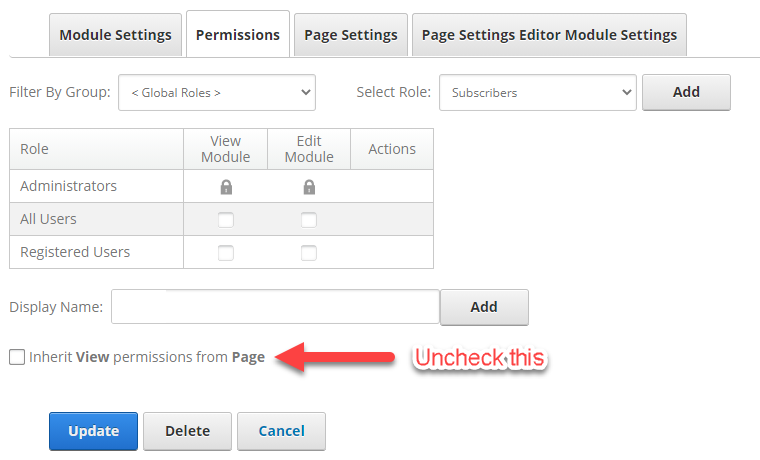 Module Settings Permissions Page Settings Page Settings Editor Module Settings
Filter By Group: < Global Roles > Select Role: Subscribers Add
Role View Module Edit Module Actions
Administrators
All Users
Registered Users
Display Name: Add
Inherit View permissions from Page Uncheck this
Update Delete Cancel